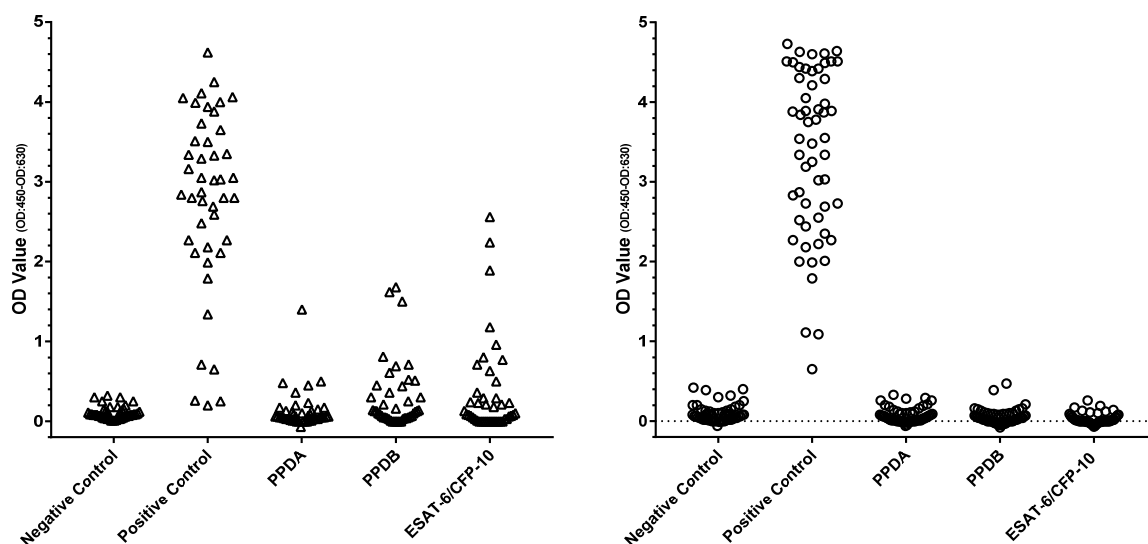 5
4
3
2
1
0
OD Value (OD:450-OD:630)
Negative Control
Positive Control
PPDA
PPDB
ESAT-6/CFP-10
5
4
3
2
1
0
OD Value (OD:450-OD:630)
Negative Control
Positive Control
PPDA
PPDB
ESAT-6/CFP-10